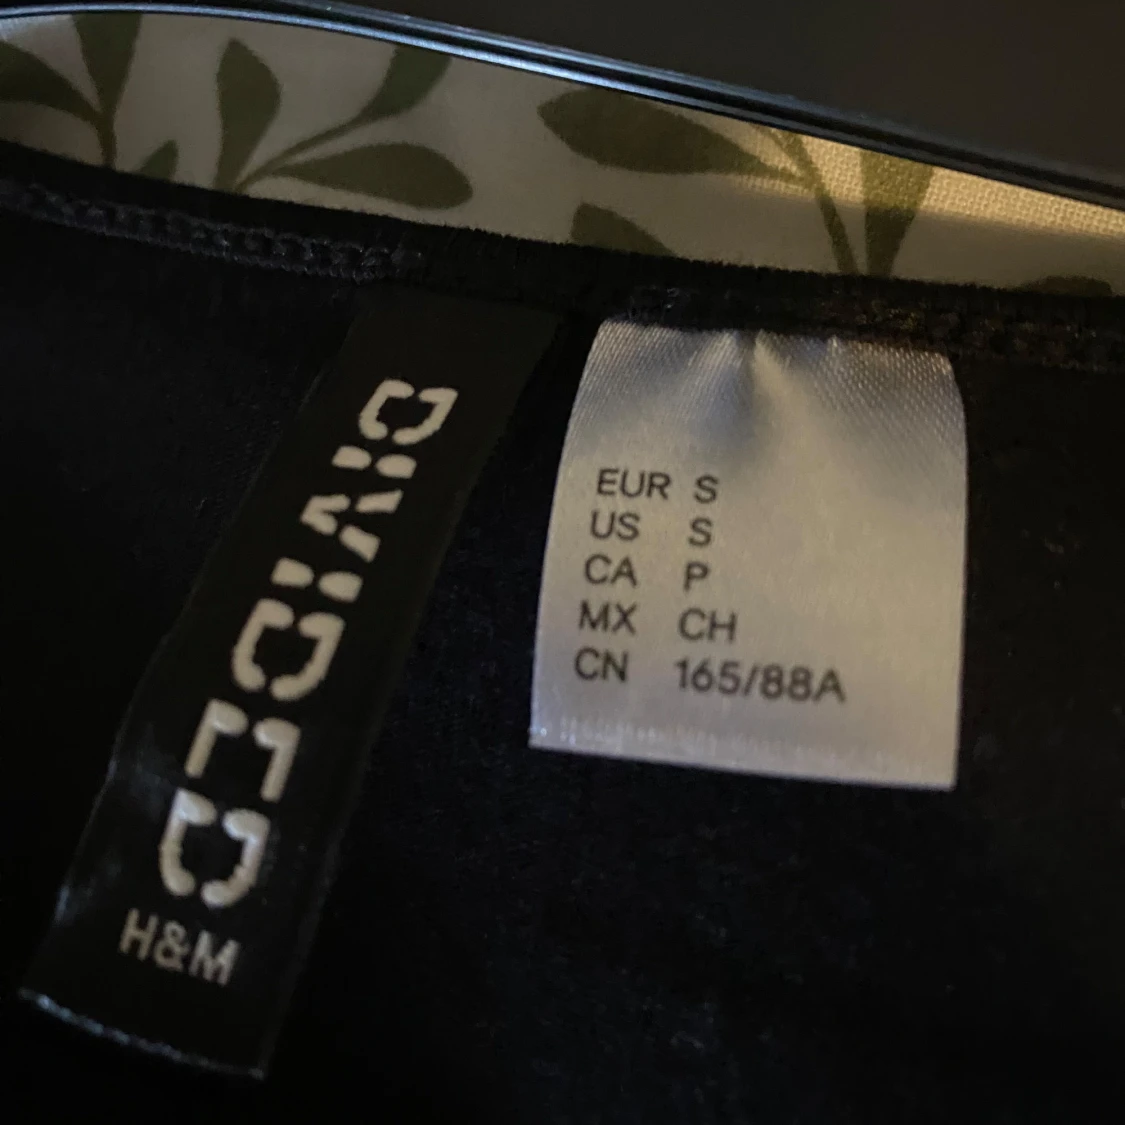 DIVIDED
H&M
EUR S
US S
CA P
MX CH
CN 165/88A